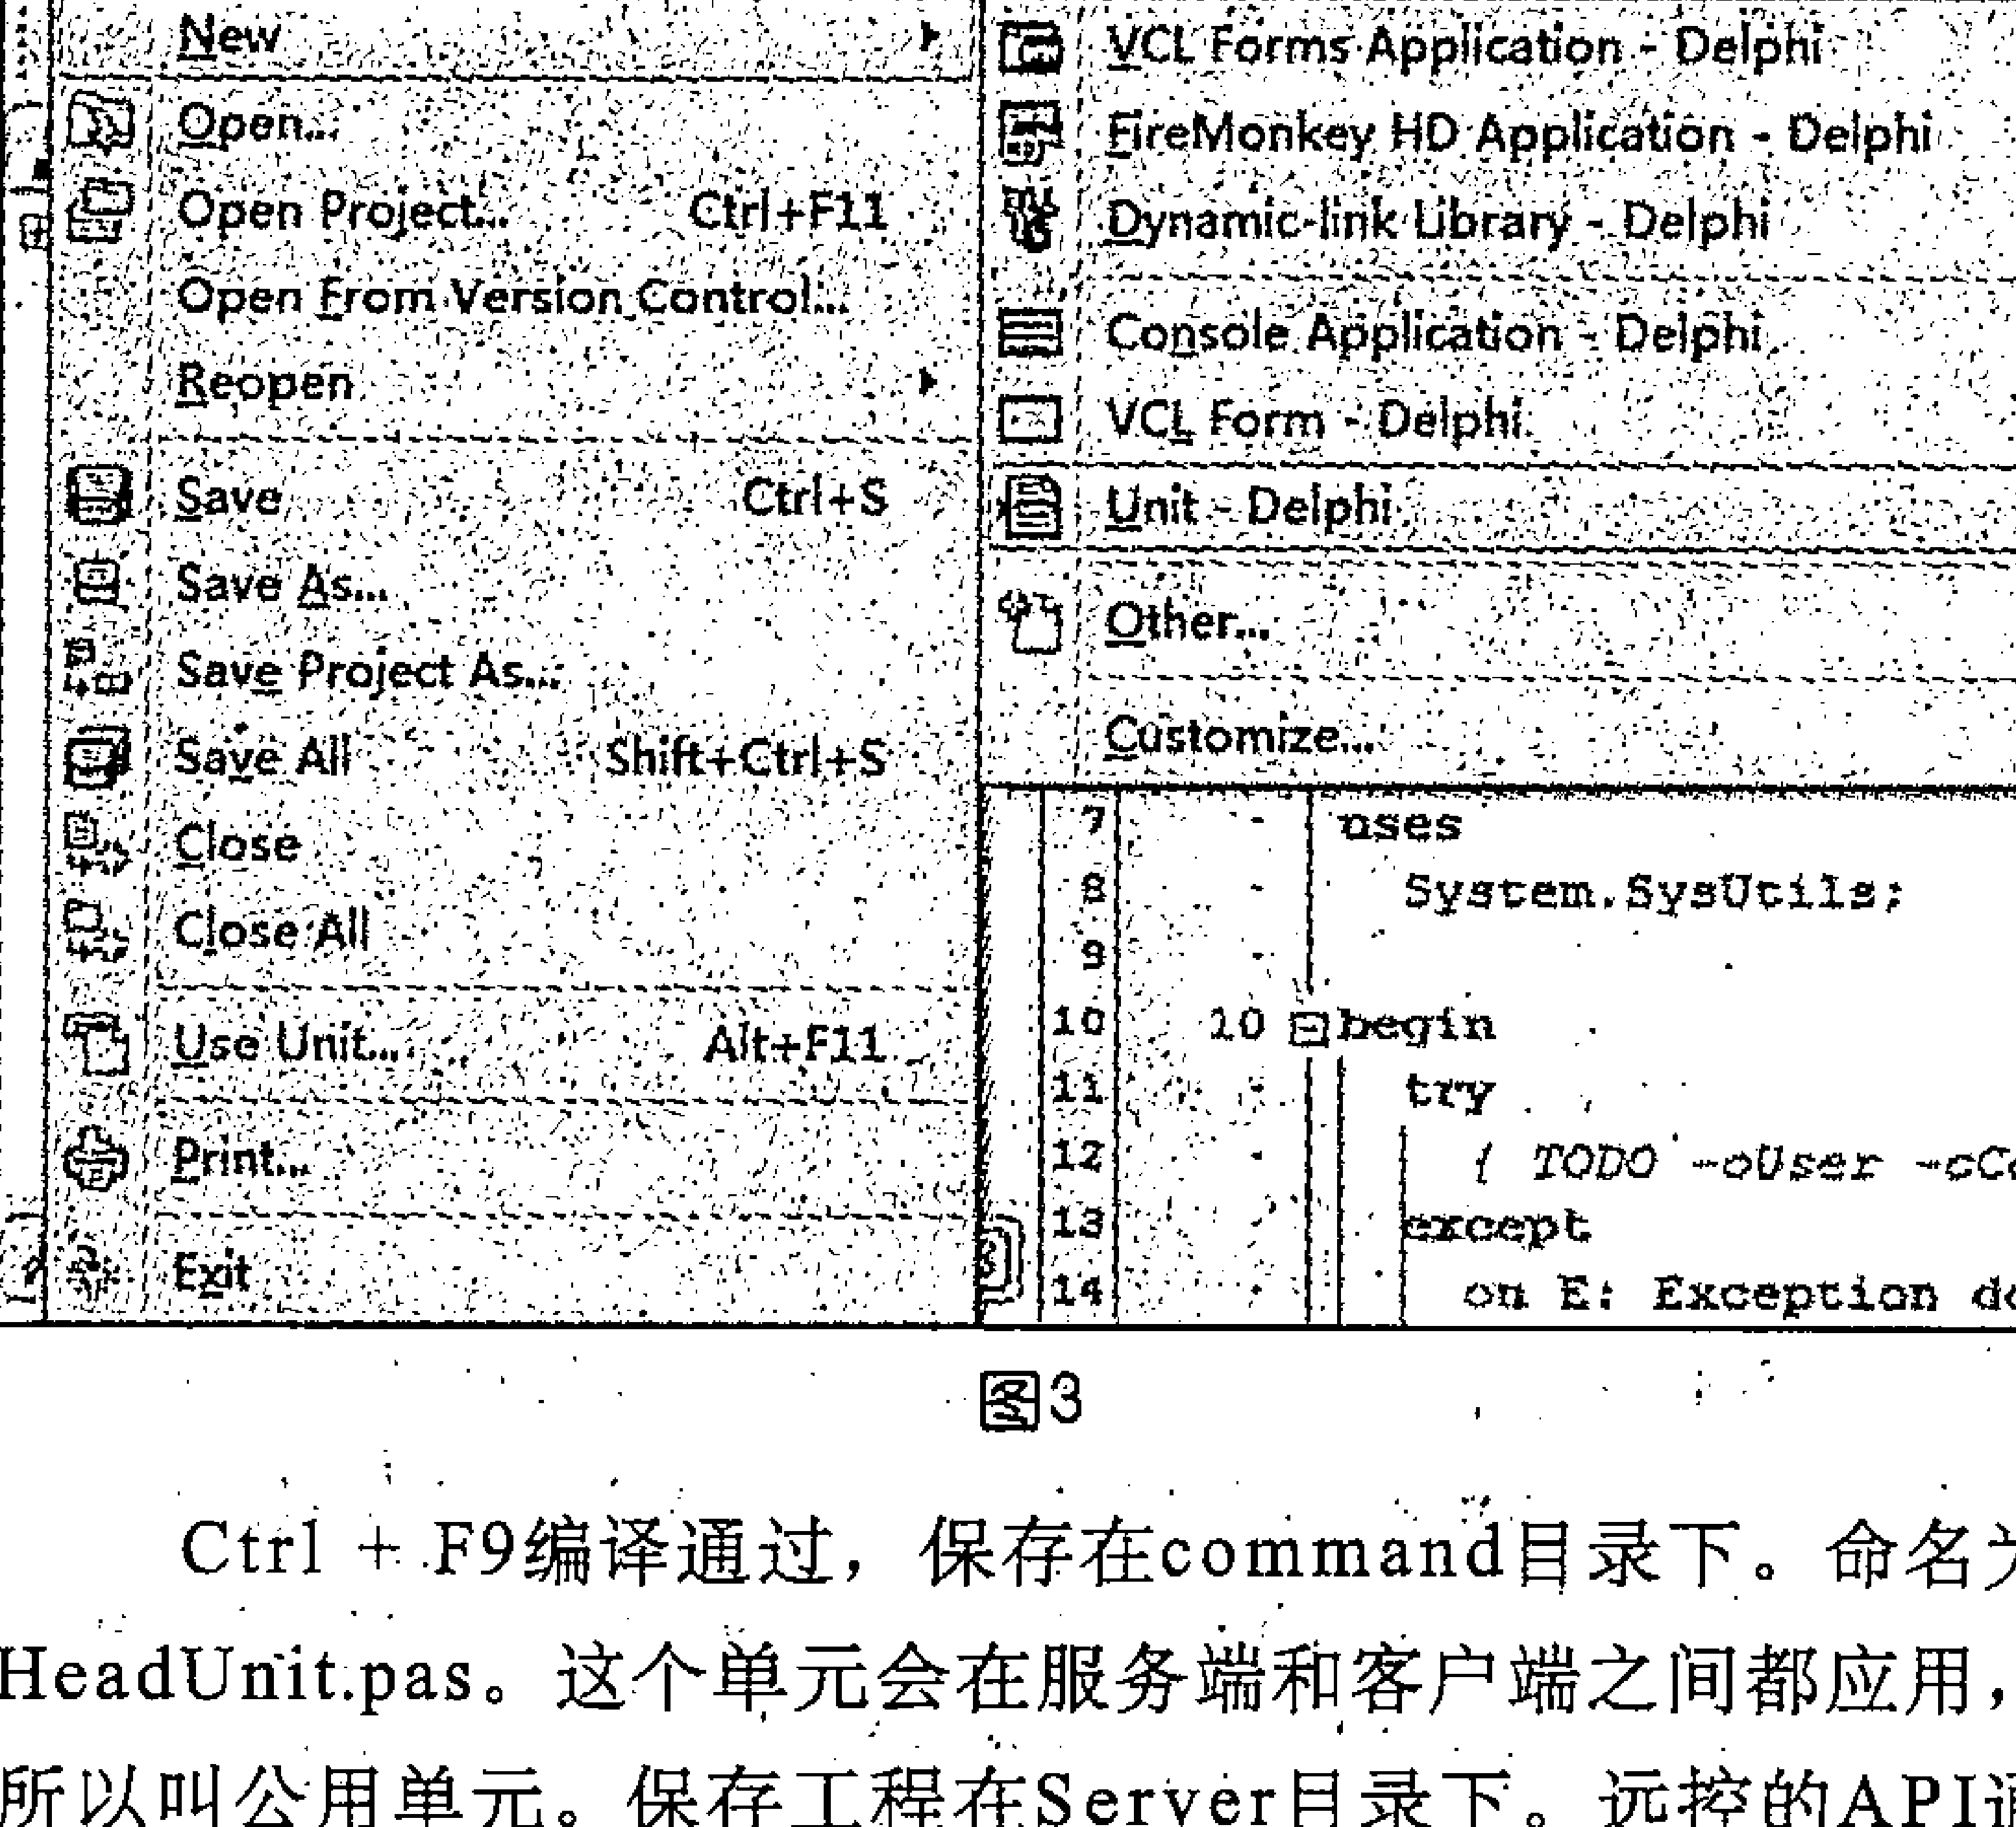 New
Open...
Open Project... Ctrl+F11
Open From Version Control...
Reopen
Save Ctrl+S
Save As...
Save Project As...
Save All Shift+Ctrl+S
Close
Close All
Use Unit... Alt+F11
Print...
Exit
VCL Forms Application - Delphi
FireMonkey HD Application - Delphi
Dynamic-link Library - Delphi
Console Application - Delphi
VCL Form - Delphi
Unit - Delphi
Other...
Customize...
7 uses
8 System.SysUtils;
9
10 10 begin
11 try
12 { TODO -oUser -cCo
13 except
14 on E: Exception do
图3
Ctrl + F9编译通过，保存在command目录下。命名为
HeadUnit.pas。这个单元会在服务端和客户端之间都应用，
所以叫公用单元。保存工程在Server目录下。远控的API通